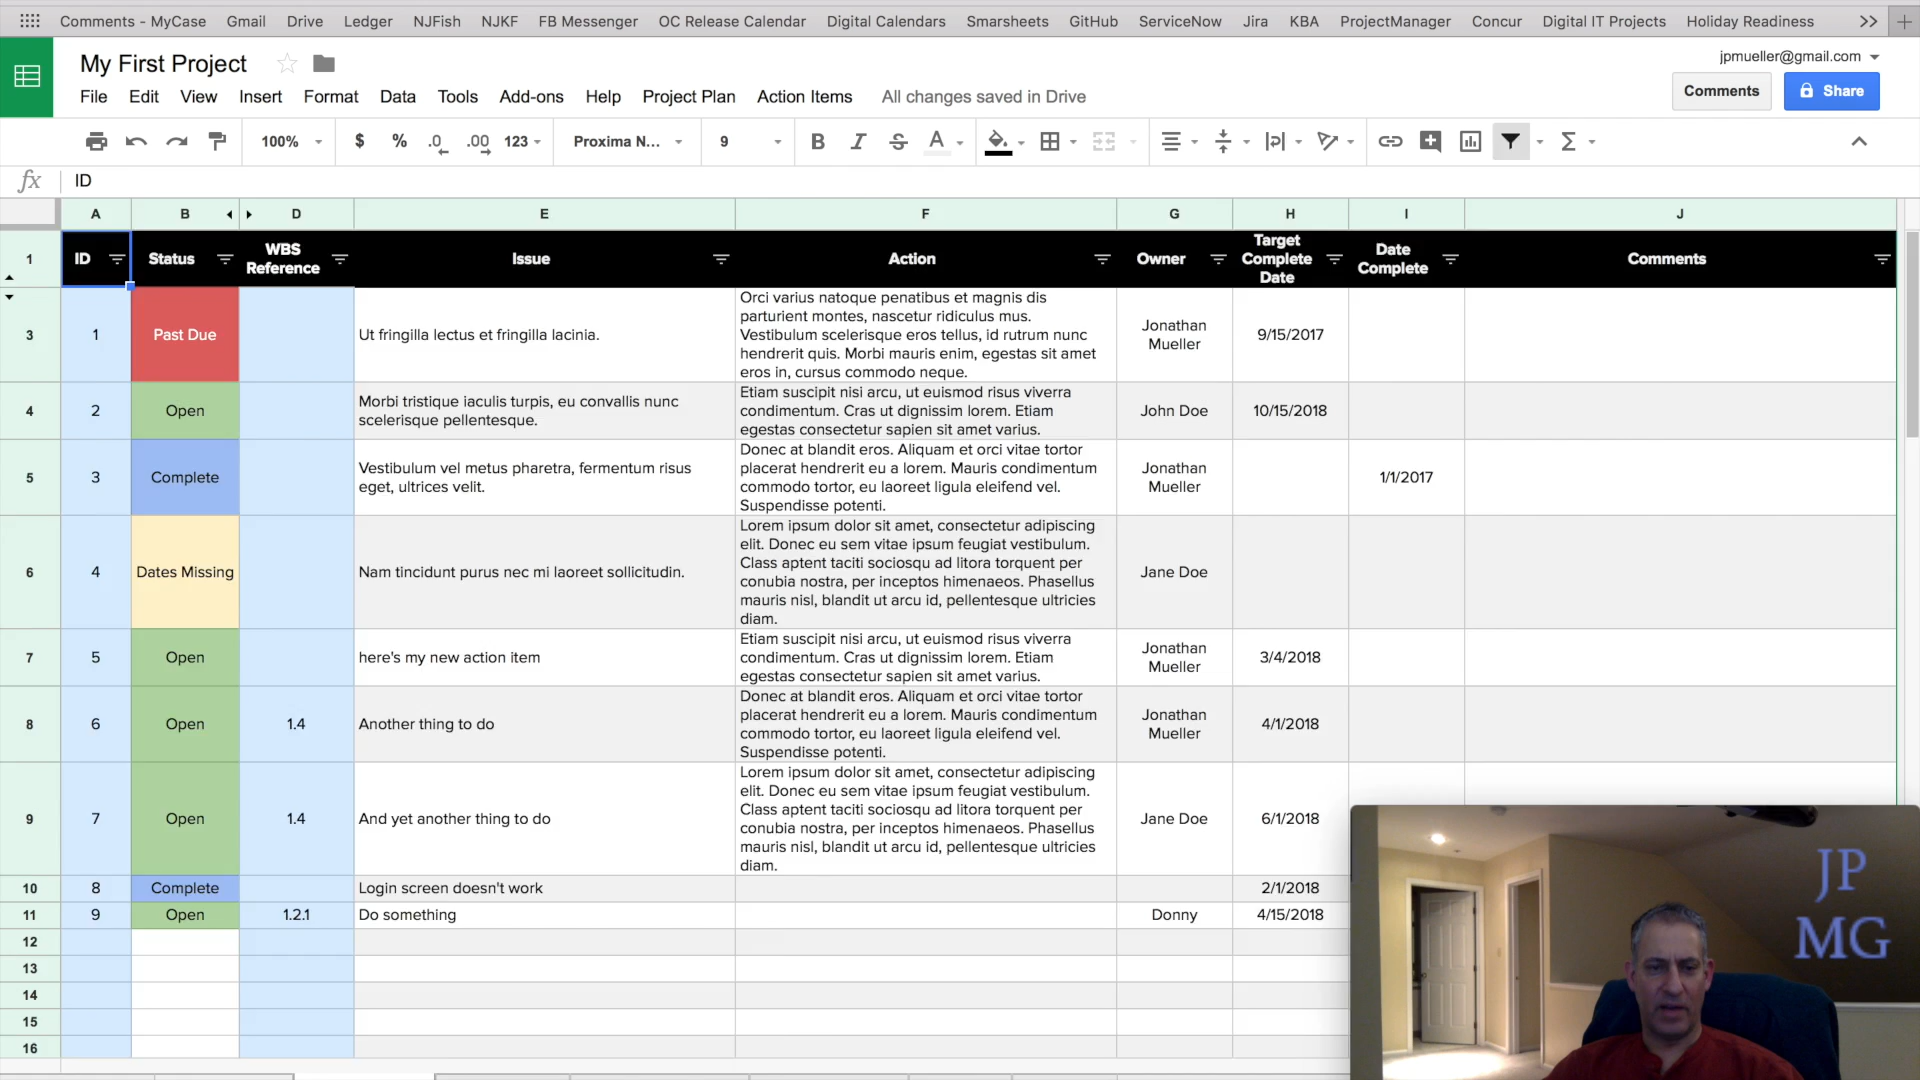 Comments - MyCase Gmail Drive Ledger NJFish NJKF FB Messenger OC Release Calendar Digital Calendars Smarsheets GitHub ServiceNow Jira KBA ProjectManager Concur Digital IT Projects Holiday Readiness
My First Project
jpmueller@gmail.com
File Edit View Insert Format Data Tools Add-ons Help Project Plan Action Items All changes saved in Drive
Comments Share
100% $ % .0 .00 123 Proxima N... 9 B I S A Σ
fx ID
A B D E F G H I J
1 ID Status WBS Reference Issue Action Owner Target Complete Date Date Complete Comments
3 1 Past Due Ut fringilla lectus et fringilla lacinia.
Orci varius natoque penatibus et magnis dis
parturient montes, nascetur ridiculus mus.
Vestibulum scelerisque eros tellus, id rutrum nunc
hendrerit quis. Morbi mauris enim, egestas sit amet
eros in, cursus commodo neque.
Jonathan
Mueller
9/15/2017
4 2 Open
Morbi tristique iaculis turpis, eu convallis nunc
scelerisque pellentesque.
Etiam suscipit nisi arcu, ut euismod risus viverra
condimentum. Cras ut dignissim lorem. Etiam
egestas consectetur sapien sit amet varius.
John Doe 10/15/2018
5 3 Complete
Vestibulum vel metus pharetra, fermentum risus
eget, ultrices velit.
Donec at blandit eros. Aliquam et orci vitae tortor
placerat hendrerit eu a lorem. Mauris condimentum
commodo tortor, eu laoreet ligula eleifend vel.
Suspendisse potenti.
Jonathan
Mueller
1/1/2017
6 4 Dates Missing Nam tincidunt purus nec mi laoreet sollicitudin.
Lorem ipsum dolor sit amet, consectetur adipiscing
elit. Donec eu sem vitae ipsum feugiat vestibulum.
Class aptent taciti sociosqu ad litora torquent per
conubia nostra, per inceptos himenaeos. Phasellus
mauris nisl, blandit ut arcu id, pellentesque ultricies
diam.
Jane Doe
7 5 Open here's my new action item
Etiam suscipit nisi arcu, ut euismod risus viverra
condimentum. Cras ut dignissim lorem. Etiam
egestas consectetur sapien sit amet varius.
Jonathan
Mueller
3/4/2018
8 6 Open 1.4 Another thing to do
Donec at blandit eros. Aliquam et orci vitae tortor
placerat hendrerit eu a lorem. Mauris condimentum
commodo tortor, eu laoreet ligula eleifend vel.
Suspendisse potenti.
Jonathan
Mueller
4/1/2018
9 7 Open 1.4 And yet another thing to do
Lorem ipsum dolor sit amet, consectetur adipiscing
elit. Donec eu sem vitae ipsum feugiat vestibulum.
Class aptent taciti sociosqu ad litora torquent per
conubia nostra, per inceptos himenaeos. Phasellus
mauris nisl, blandit ut arcu id, pellentesque ultricies
diam.
Jane Doe 6/1/2018
10 8 Complete Login screen doesn't work 2/1/2018
11 9 Open 1.2.1 Do something Donny 4/15/2018
12
13
14
15
16
JP
MG